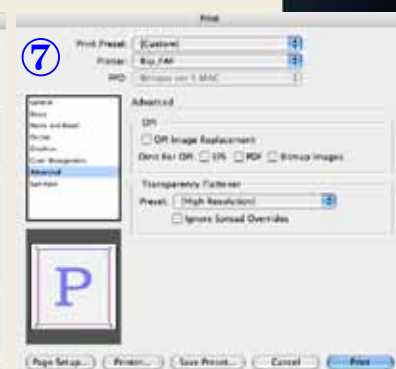 Print
7
Print Preset: [Custom]
Printer: Rip_FAF
PPD:
General
Setup
Marks and Bleed
Output
Graphics
Color Management
Advanced
Summary
Advanced
OPI
OPI Image Replacement
Omit For OPI: EPS PDF Bitmap Images
Transparency Flattener
Preset: [High Resolution]
Ignore Spread Overrides
P
Page Setup... Printer... Save Preset... Cancel Print